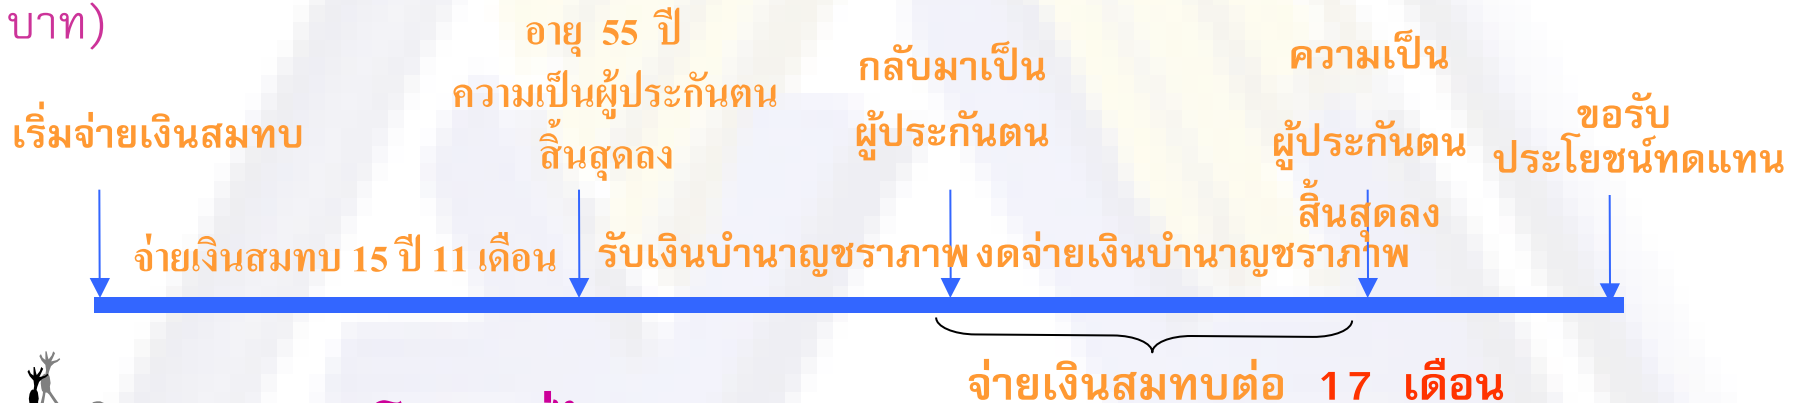 บาท)
เริ่มจ่ายเงินสมทบ
อายุ 55 ปี
ความเป็นผู้ประกันตน
สิ้นสุดลง
กลับมาเป็น
ผู้ประกันตน
ความเป็น
ผู้ประกันตน
สิ้นสุดลง
ขอรับ
ประโยชน์ทดแทน
จ่ายเงินสมทบ 15 ปี 11 เดือน
รับเงินบำนาญชราภาพ
งดจ่ายเงินบำนาญชราภาพ
จ่ายเงินสมทบต่อ 17 เดือน